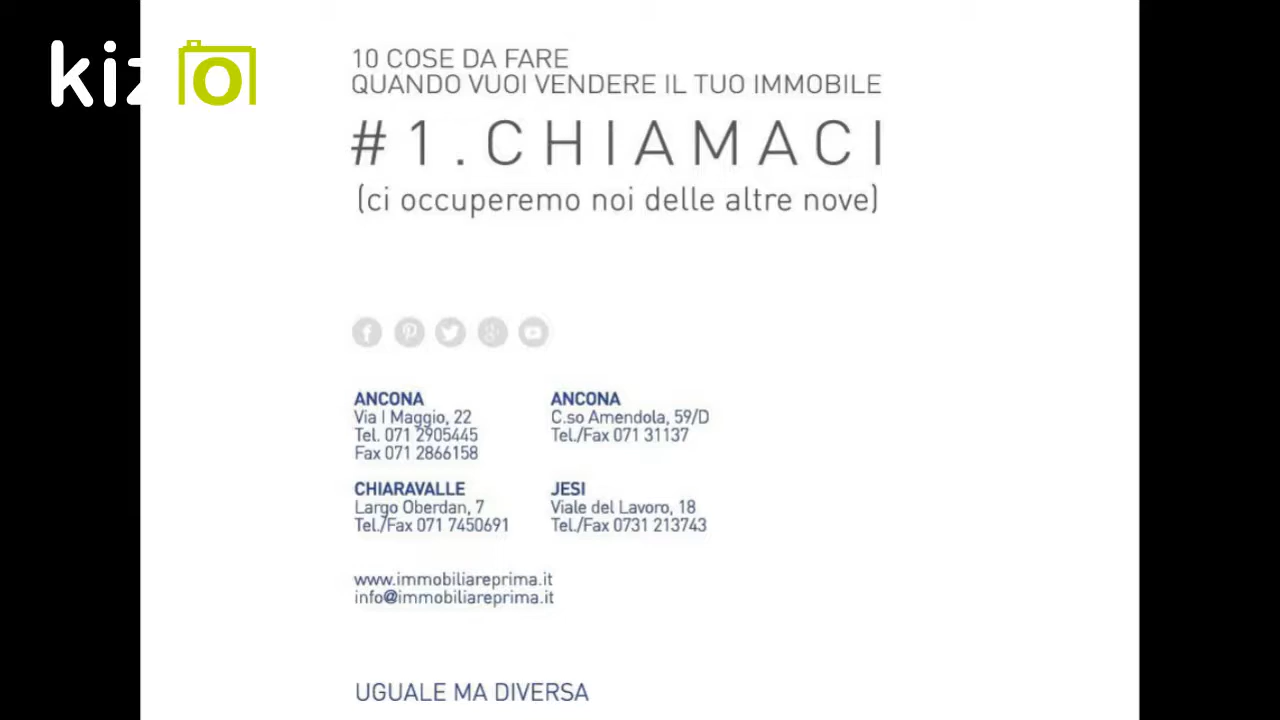 kizo
10 COSE DA FARE
QUANDO VUOI VENDERE IL TUO IMMOBILE
#1.CHIAMACI
(ci occuperemo noi delle altre nove)
ANCONA
Via I Maggio, 22
Tel. 071 2905445
Fax 071 2866158
ANCONA
C.so Amendola, 59/D
Tel./Fax 071 31137
CHIARAVALLE
Largo Oberdan, 7
Tel./Fax 071 7450691
JESI
Viale del Lavoro, 18
Tel./Fax 0731 213743
www.immobiliareprima.it
info@immobiliareprima.it
UGUALE MA DIVERSA